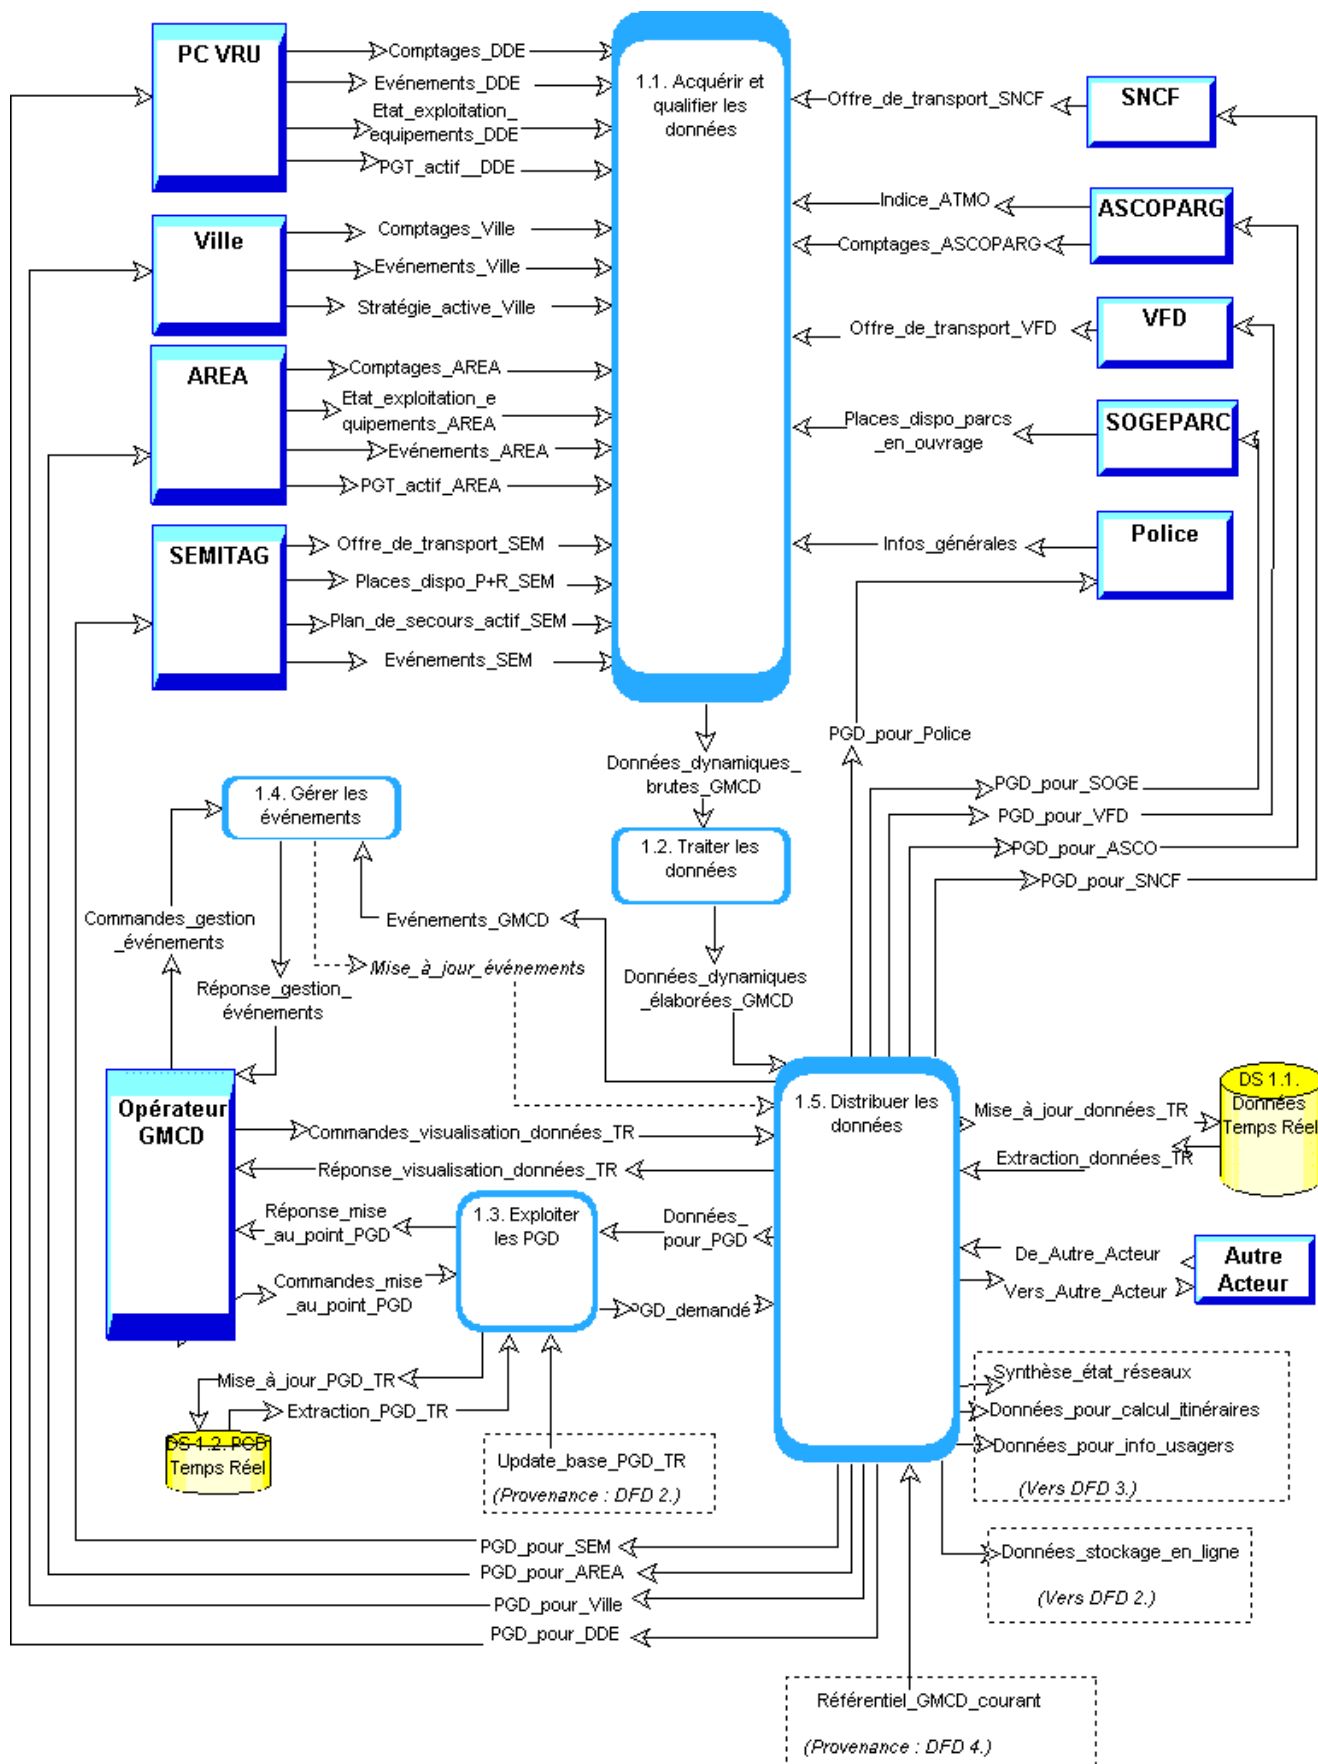 PC VRU
Comptages_DDE
Evénements_DDE
Etat_exploitation_
equipements_DDE
PGT_actif__DDE
1.1. Acquérir et
qualifier les
données
Offre_de_transport_SNCF
SNCF
Ville
Comptages_Ville
Evénements_Ville
Stratégie_active_Ville
Indice_ATMO
Comptages_ASCOPARG
ASCOPARG
Offre_de_transport_VFD
VFD
AREA
Comptages_AREA
Etat_exploitation_e
quipements_AREA
Evénements_AREA
PGT_actif_AREA
Places_dispo_parcs
_en_ouvrage
SOGEPARC
SEMITAG
Offre_de_transport_SEM
Places_dispo_P+R_SEM
Plan_de_secours_actif_SEM
Evénements_SEM
Infos_générales
Police
PGD_pour_Police
Données_dynamiques_
brutes_GMCD
PGD_pour_SOGE
PGD_pour_VFD
PGD_pour_ASCO
PGD_pour_SNCF
1.4. Gérer les
événements
1.2. Traiter les
données
Commandes_gestion
_événements
Evénements_GMCD
Mise_à_jour_événements
Réponse_gestion_
événements
Données_dynamiques
_élaborées_GMCD
Opérateur
GMCD
1.5. Distribuer les
données
DS 1.1.
Données
Temps Réel
Mise_à_jour_données_TR
Extraction_données_TR
Commandes_visualisation_données_TR
Réponse_visualisation_données_TR
Réponse_mise
_au_point_PGD
1.3. Exploiter
les PGD
Données_
pour_PGD
De_Autre_Acteur
Vers_Autre_Acteur
Autre
Acteur
Commandes_mise
_au_point_PGD
PGD_demandé
Mise_à_jour_PGD_TR
Extraction_PGD_TR
DS 1.2. PGD
Temps Réel
Update_base_PGD_TR
(Provenance : DFD 2.)
Synthèse_état_réseaux
Données_pour_calcul_itinéraires
Données_pour_info_usagers
(Vers DFD 3.)
PGD_pour_SEM
PGD_pour_AREA
PGD_pour_Ville
PGD_pour_DDE
Données_stockage_en_ligne
(Vers DFD 2.)
Référentiel_GMCD_courant
(Provenance : DFD 4.)